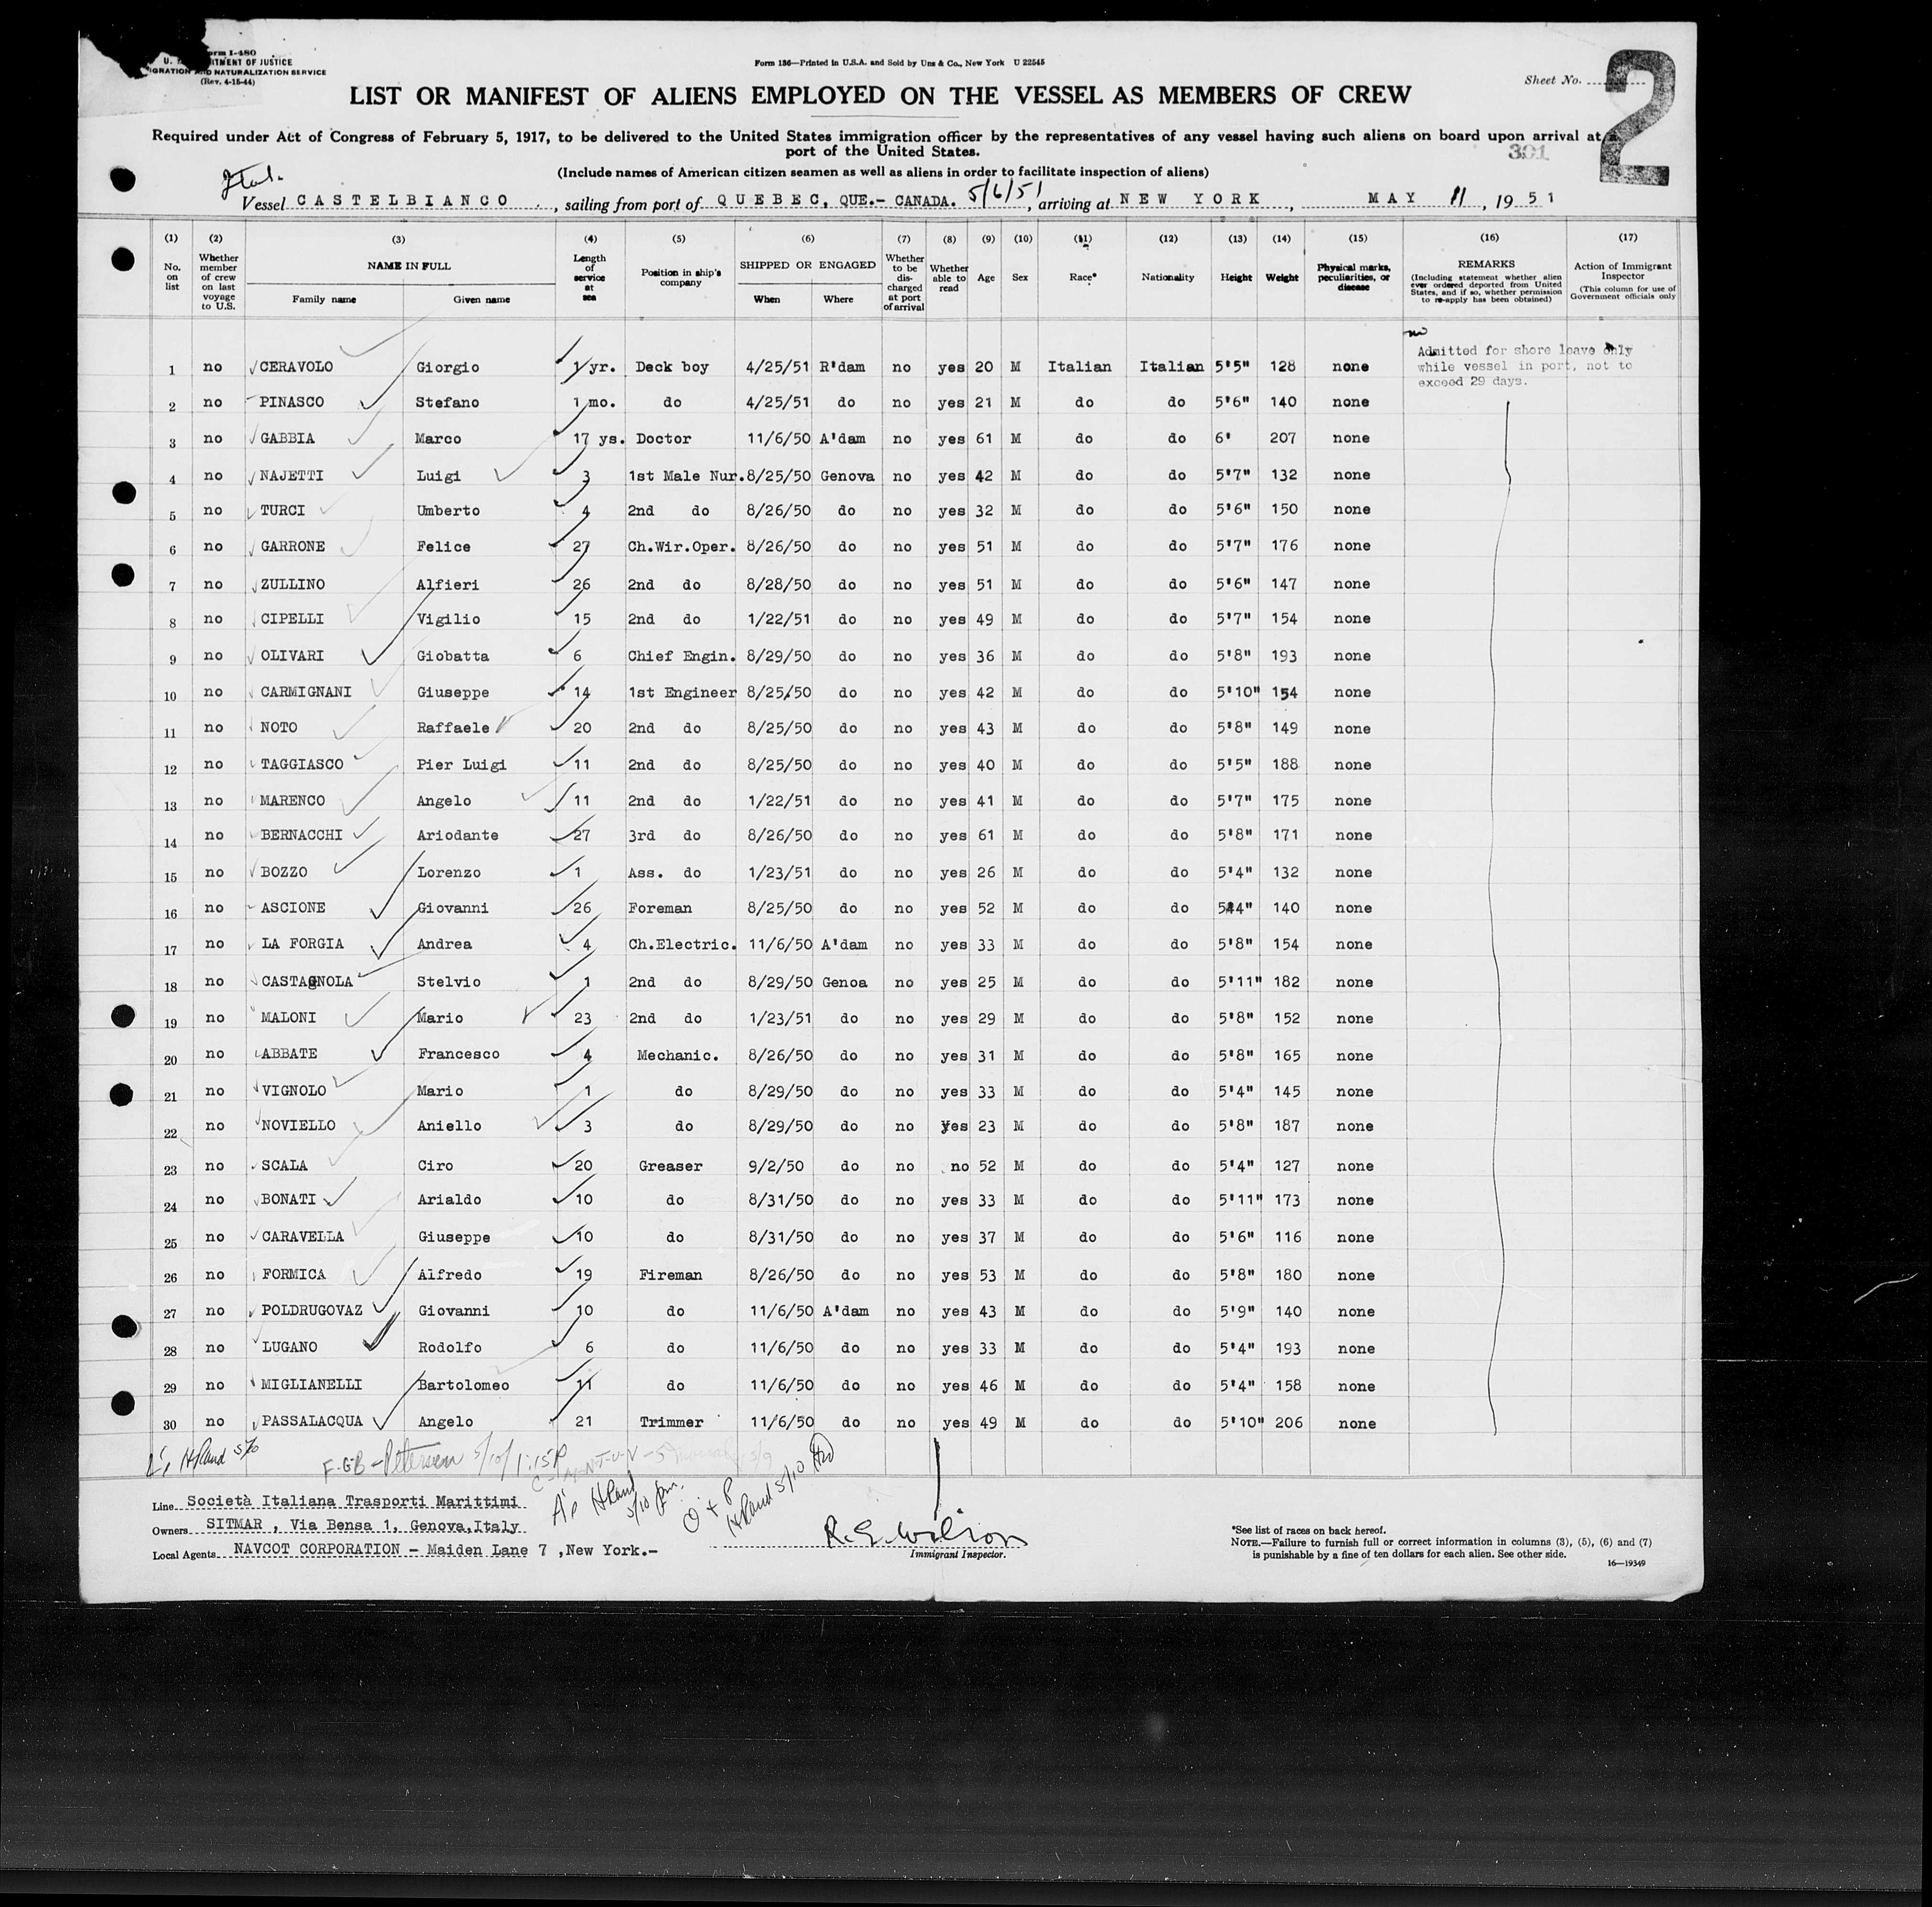 Form I-480
U. S. DEPARTMENT OF JUSTICE
IMMIGRATION AND NATURALIZATION SERVICE
(Rev. 4-15-44)
Form 136—Printed in U.S.A. and Sold by Unz & Co., New York U 22545
Sheet No. 2
LIST OR MANIFEST OF ALIENS EMPLOYED ON THE VESSEL AS MEMBERS OF CREW
Required under Act of Congress of February 5, 1917, to be delivered to the United States immigration officer by the representatives of any vessel having such aliens on board upon arrival at a
port of the United States.
301
(Include names of American citizen seamen as well as aliens in order to facilitate inspection of aliens)
Ital.
Vessel CASTELBIANCO, sailing from port of QUEBEC, QUE.- CANADA. 5/6/51, arriving at NEW YORK, MAY 11, 1951
(1) (2) (3) (4) (5) (6) (7) (8) (9) (10) (11) (12) (13) (14) (15) (16) (17)
No. on list Whether member of crew on last voyage to U.S. NAME IN FULL Family name Given name Length of service at sea Position in ship's company SHIPPED OR ENGAGED When Where Whether to be discharged at port of arrival Whether able to read Age Sex Race* Nationality Height Weight Physical marks, peculiarities, or disease REMARKS (Including statement whether alien ever ordered deported from United States, and if so, whether permission to re-apply has been obtained) Action of Immigrant Inspector (This column for use of Government officials only
no
Admitted for shore leave only
while vessel in port, not to
exceed 29 days.
1 no CERAVOLO Giorgio 1 yr. Deck boy 4/25/51 R'dam no yes 20 M Italian Italian 5'5" 128 none
2 no PINASCO Stefano 1 mo. do 4/25/51 do no yes 21 M do do 5'6" 140 none
3 no GABBIA Marco 17 ys. Doctor 11/6/50 A'dam no yes 61 M do do 6' 207 none
4 no NAJETTI Luigi 3 1st Male Nur. 8/25/50 Genova no yes 42 M do do 5'7" 132 none
5 no TURCI Umberto 4 2nd do 8/26/50 do no yes 32 M do do 5'6" 150 none
6 no GARRONE Felice 27 Ch.Wir.Oper. 8/26/50 do no yes 51 M do do 5'7" 176 none
7 no ZULLINO Alfieri 26 2nd do 8/28/50 do no yes 51 M do do 5'6" 147 none
8 no CIPELLI Vigilio 15 2nd do 1/22/51 do no yes 49 M do do 5'7" 154 none
9 no OLIVARI Giobatta 6 Chief Engin. 8/29/50 do no yes 36 M do do 5'8" 193 none
10 no CARMIGNANI Giuseppe 14 1st Engineer 8/25/50 do no yes 42 M do do 5'10" 154 none
11 no NOTO Raffaele 20 2nd do 8/25/50 do no yes 43 M do do 5'8" 149 none
12 no TAGGIASCO Pier Luigi 11 2nd do 8/25/50 do no yes 40 M do do 5'5" 188 none
13 no MARENCO Angelo 11 2nd do 1/22/51 do no yes 41 M do do 5'7" 175 none
14 no BERNACCHI Ariodante 27 3rd do 8/26/50 do no yes 61 M do do 5'8" 171 none
15 no BOZZO Lorenzo 1 Ass. do 1/23/51 do no yes 26 M do do 5'4" 132 none
16 no ASCIONE Giovanni 26 Foreman 8/25/50 do no yes 52 M do do 5'4" 140 none
17 no LA FORGIA Andrea 4 Ch.Electric. 11/6/50 A'dam no yes 33 M do do 5'8" 154 none
18 no CASTAGNOLA Stelvio 1 2nd do 8/29/50 Genoa no yes 25 M do do 5'11" 182 none
19 no MALONI Mario 23 2nd do 1/23/51 do no yes 29 M do do 5'8" 152 none
20 no ABBATE Francesco 4 Mechanic. 8/26/50 do no yes 31 M do do 5'8" 165 none
21 no VIGNOLO Mario 1 do 8/29/50 do no yes 33 M do do 5'4" 145 none
22 no NOVIELLO Aniello 3 do 8/29/50 do no yes 23 M do do 5'8" 187 none
23 no SCALA Ciro 20 Greaser 9/2/50 do no no 52 M do do 5'4" 127 none
24 no BONATI Arialdo 10 do 8/31/50 do no yes 33 M do do 5'11" 173 none
25 no CARAVELLA Giuseppe 10 do 8/31/50 do no yes 37 M do do 5'6" 116 none
26 no FORMICA Alfredo 19 Fireman 8/26/50 do no yes 53 M do do 5'8" 180 none
27 no POLDRUGOVAZ Giovanni 10 do 11/6/50 A'dam no yes 43 M do do 5'9" 140 none
28 no LUGANO Rodolfo 6 do 11/6/50 do no yes 33 M do do 5'4" 193 none
29 no MIGLIANELLI Bartolomeo 11 do 11/6/50 do no yes 46 M do do 5'4" 158 none
30 no PASSALACQUA Angelo 21 Trimmer 11/6/50 do no yes 49 M do do 5'10" 206 none
L's HRand 5/10
F-G-B-Petersen 5/10/1:15P
A's HRand 5/10
O + P HRand 5/10
Line Società Italiana Trasporti Marittimi
Owners SITMAR , Via Bensa 1, Genova,Italy
Local Agents NAVCOT CORPORATION - Maiden Lane 7 ,New York.-
R. E. Wilson
Immigrant Inspector.
*See list of races on back hereof.
NOTE.—Failure to furnish full or correct information in columns (3), (5), (6) and (7)
is punishable by a fine of ten dollars for each alien. See other side.
16—19349